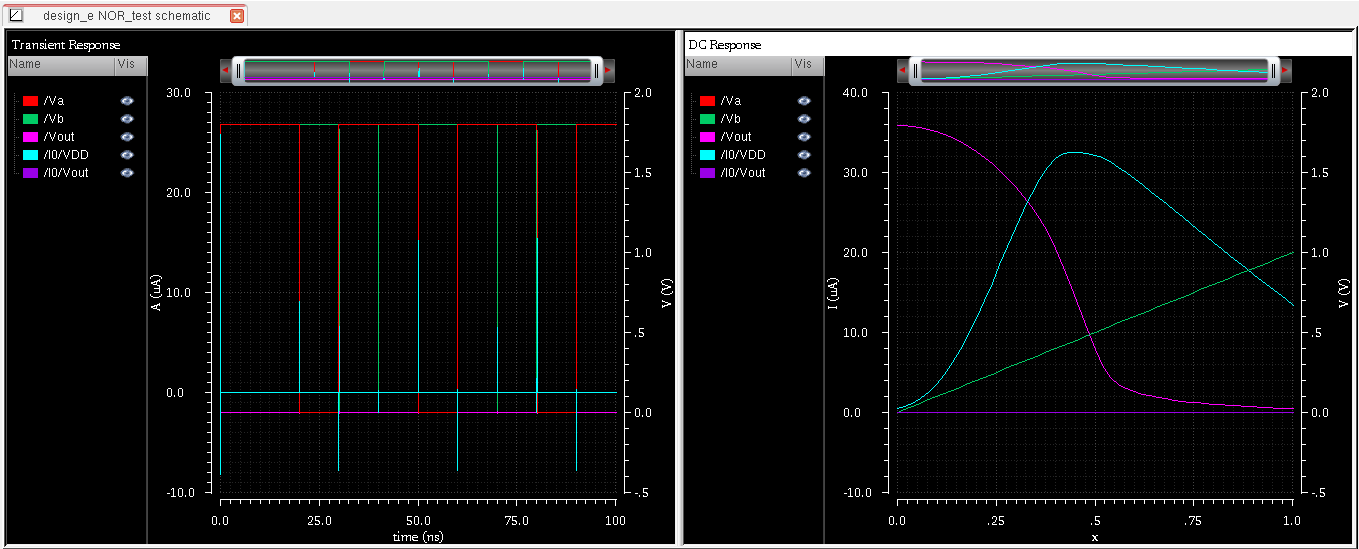 design_e NOR_test schematic
Transient Response
Name Vis
/Va
/Vb
/Vout
/I0/VDD
/I0/Vout
30.0
20.0
10.0
0.0
-10.0
A (uA)
2.0
1.5
1.0
.5
0.0
-.5
V (V)
0.0 25.0 50.0 75.0 100
time (ns)
DC Response
Name Vis
/Va
/Vb
/Vout
/I0/VDD
/I0/Vout
40.0
30.0
20.0
10.0
0.0
-10.0
I (uA)
2.0
1.5
1.0
.5
0.0
-.5
V (V)
0.0 .25 .5 .75 1.0
x